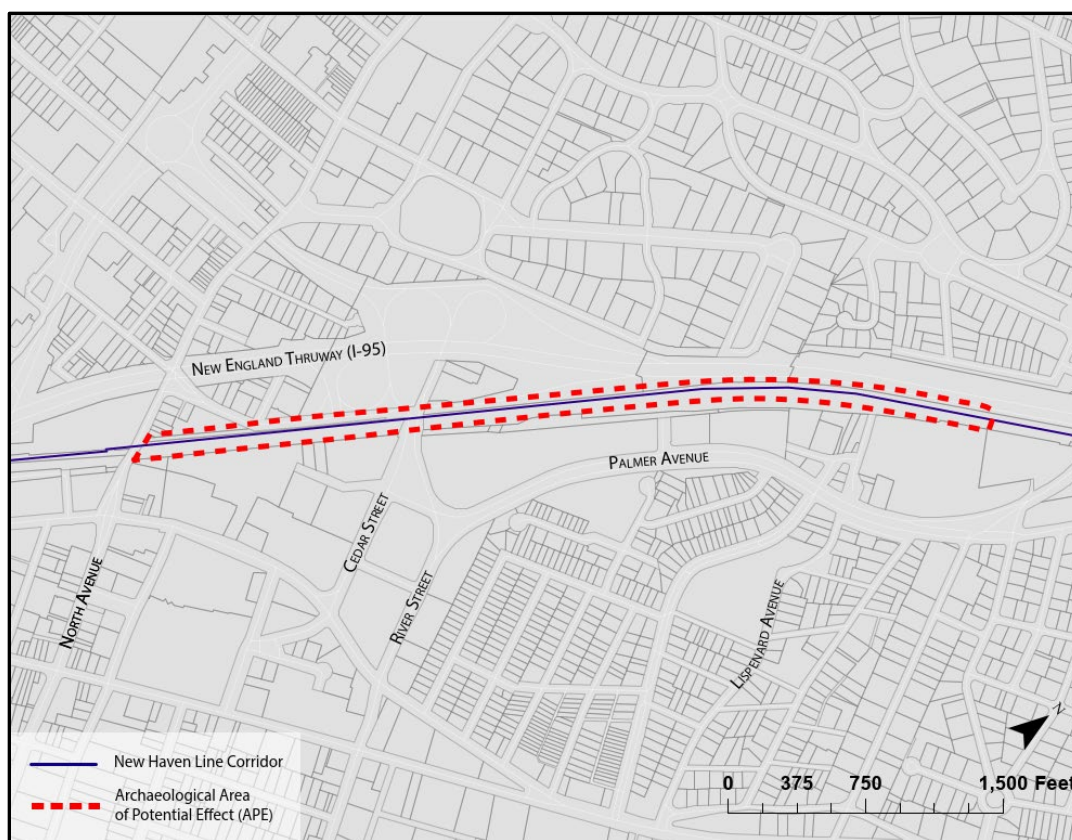 New England Thruway (I-95)
Palmer Avenue
Cedar Street
River Street
North Avenue
Lispenard Avenue
N
New Haven Line Corridor
Archaeological Area
of Potential Effect (APE)
0 375 750 1,500 Feet